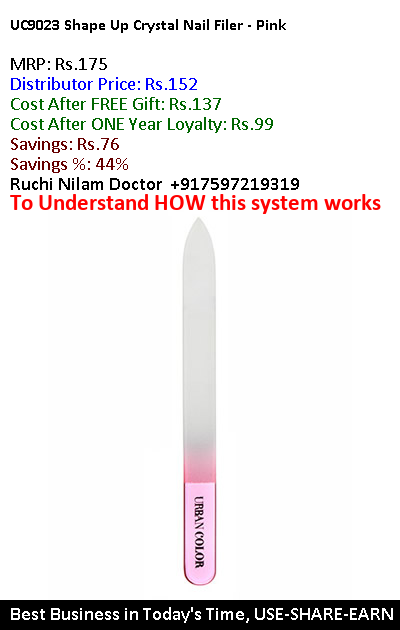 UC9023 Shape Up Crystal Nail Filer - Pink
MRP: Rs.175
Distributor Price: Rs.152
Cost After FREE Gift: Rs.137
Cost After ONE Year Loyalty: Rs.99
Savings: Rs.76
Savings %: 44%
Ruchi Nilam Doctor +917597219319
To Understand HOW this system works
URBAN COLOR
Best Business in Today's Time, USE-SHARE-EARN